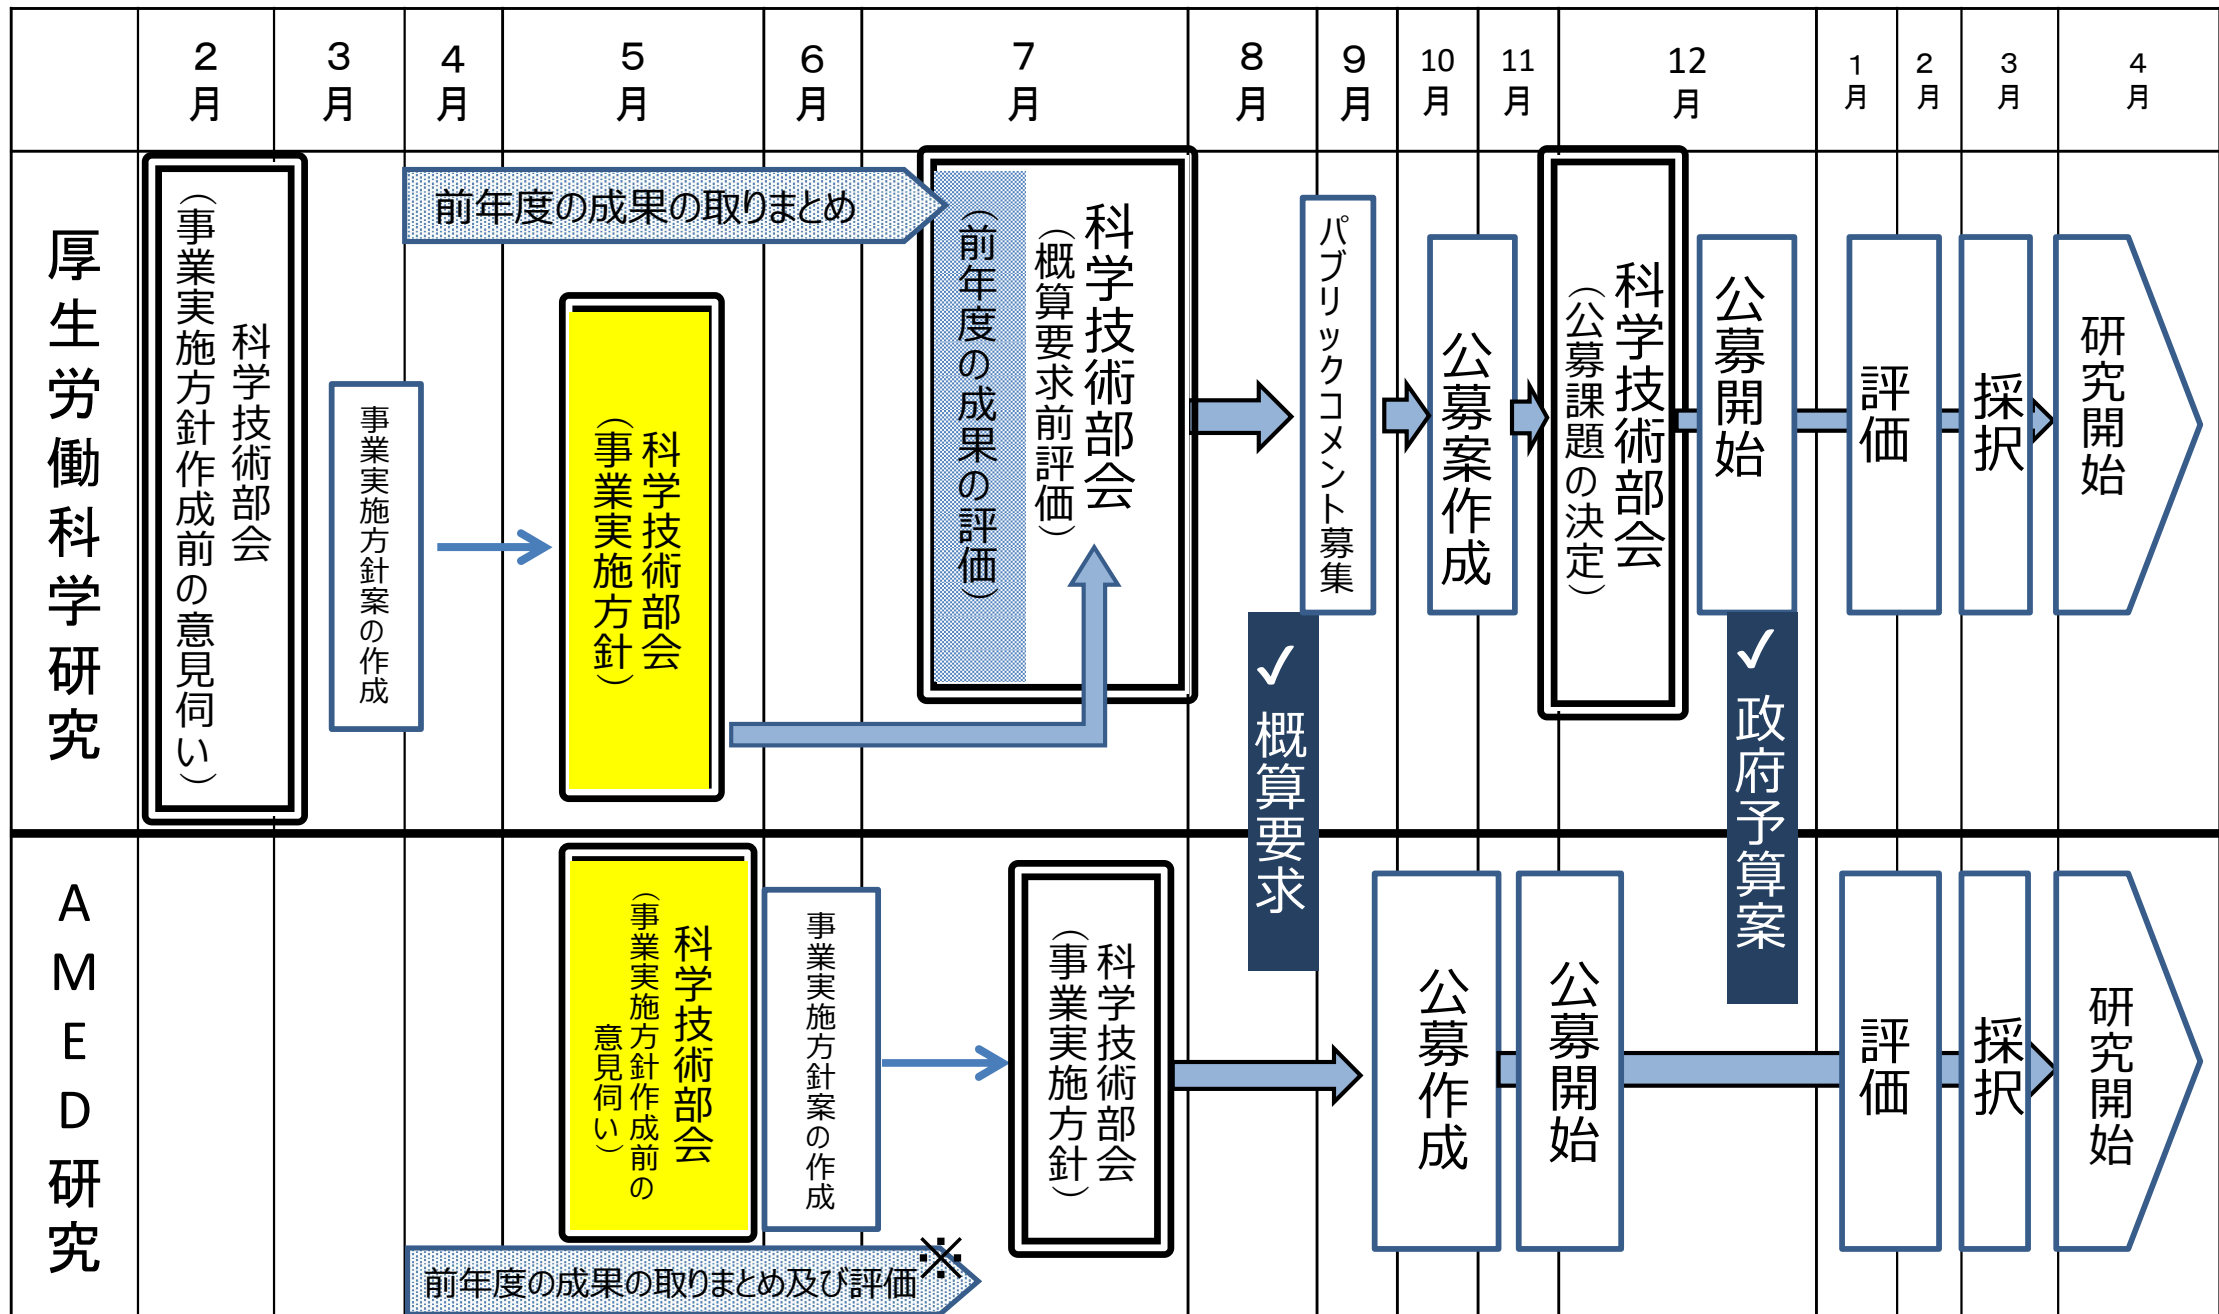 2月
3月
4月
5月
6月
7月
8月
9月
10月
11月
12月
1月
2月
3月
4月
厚生労働科学研究
科学技術部会
（事業実施方針作成前の意見伺い）
事業実施方針案の作成
前年度の成果の取りまとめ
科学技術部会
（事業実施方針）
科学技術部会
（概算要求前評価）
（前年度の成果の評価）
パブリックコメント募集
公募案作成
科学技術部会
（公募課題の決定）
公募開始
評価
採択
研究開始
✓概算要求
✓政府予算案
AMED研究
科学技術部会
（事業実施方針作成前の
意見伺い）
事業実施方針案の作成
科学技術部会
（事業実施方針）
公募作成
公募開始
評価
採択
研究開始
前年度の成果の取りまとめ及び評価※